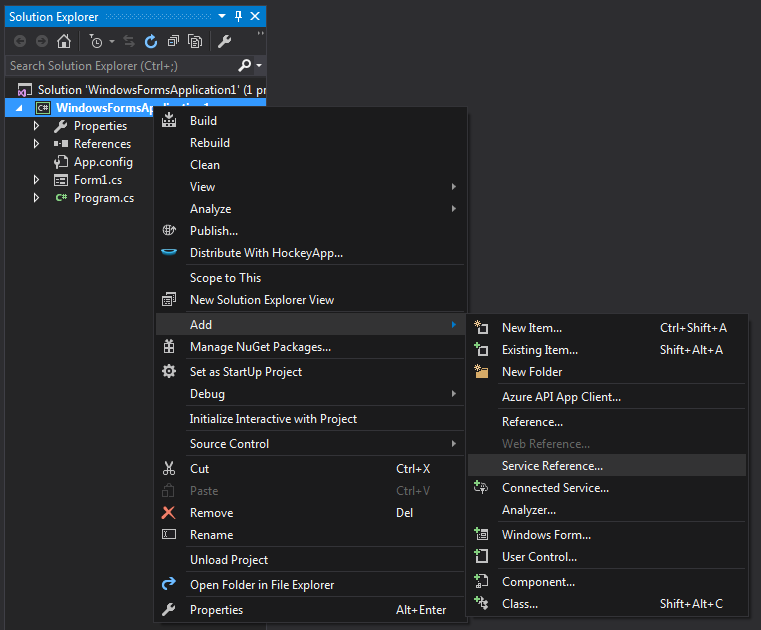 Solution Explorer
Search Solution Explorer (Ctrl+;)
Solution 'WindowsFormsApplication1' (1 pr
WindowsFormsApplication1
Properties
References
App.config
Form1.cs
C# Program.cs
Build
Rebuild
Clean
View
Analyze
Publish...
Distribute With HockeyApp...
Scope to This
New Solution Explorer View
Add
Manage NuGet Packages...
Set as StartUp Project
Debug
Initialize Interactive with Project
Source Control
Cut Ctrl+X
Paste Ctrl+V
Remove Del
Rename
Unload Project
Open Folder in File Explorer
Properties Alt+Enter
New Item... Ctrl+Shift+A
Existing Item... Shift+Alt+A
New Folder
Azure API App Client...
Reference...
Web Reference...
Service Reference...
Connected Service...
Analyzer...
Windows Form...
User Control...
Component...
Class... Shift+Alt+C